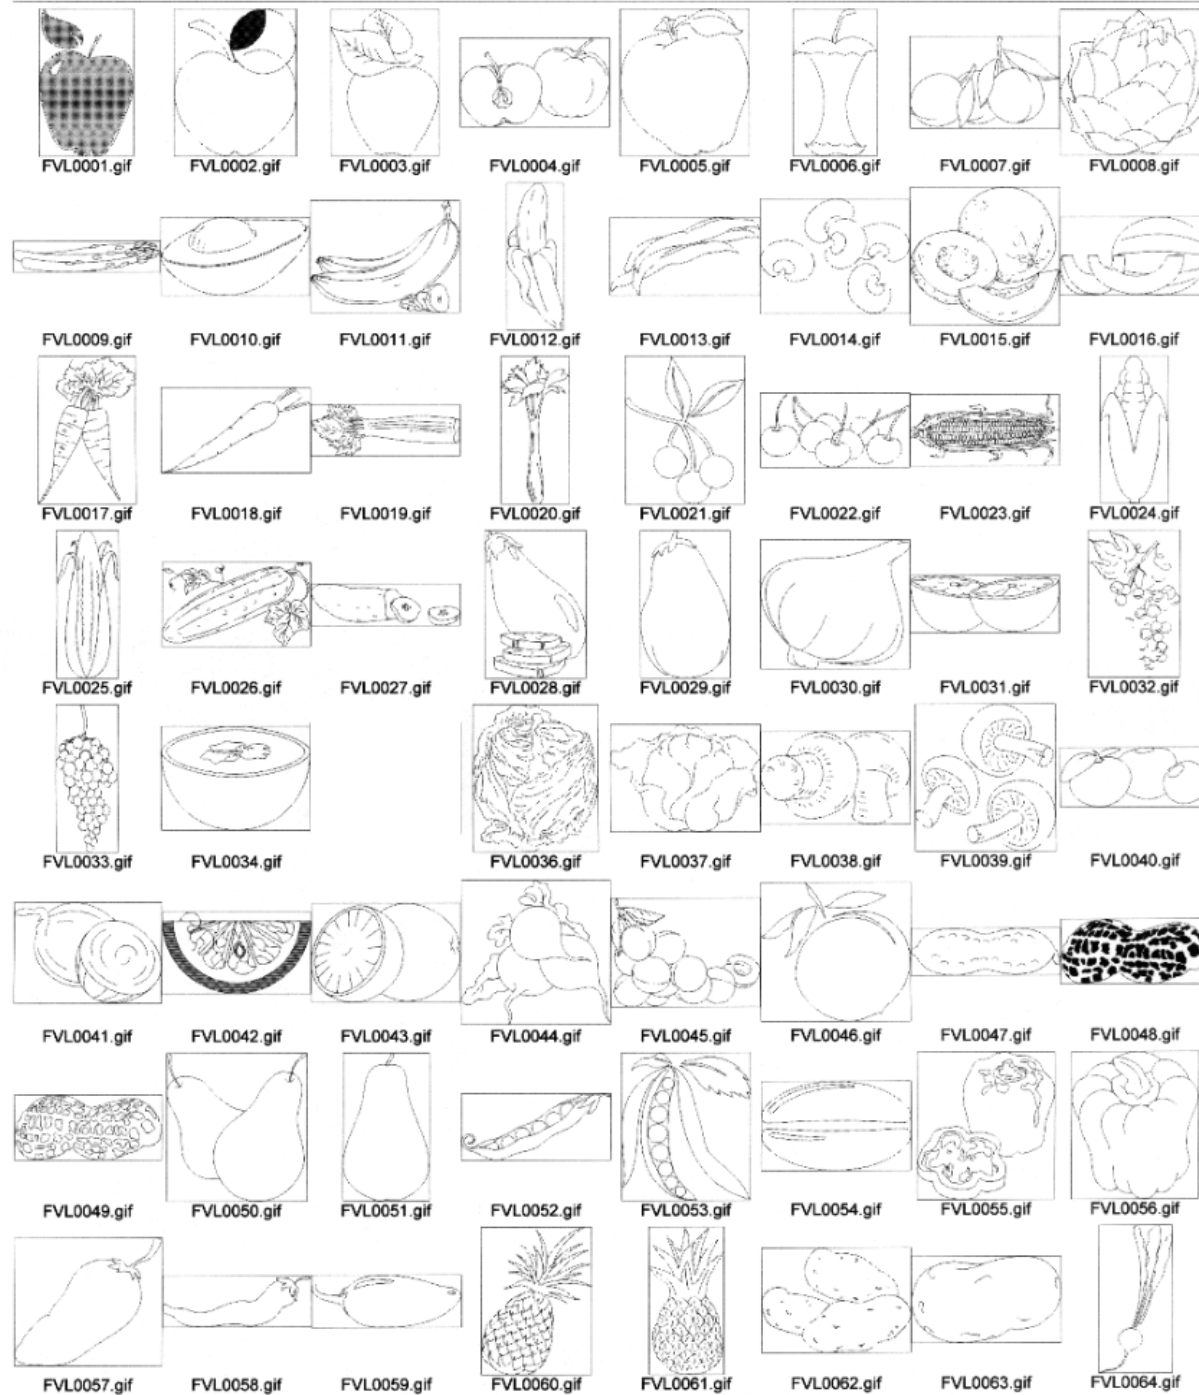 FVL0001.gif FVL0002.gif FVL0003.gif FVL0004.gif FVL0005.gif FVL0006.gif FVL0007.gif FVL0008.gif
FVL0009.gif FVL0010.gif FVL0011.gif FVL0012.gif FVL0013.gif FVL0014.gif FVL0015.gif FVL0016.gif
FVL0017.gif FVL0018.gif FVL0019.gif FVL0020.gif FVL0021.gif FVL0022.gif FVL0023.gif FVL0024.gif
FVL0025.gif FVL0026.gif FVL0027.gif FVL0028.gif FVL0029.gif FVL0030.gif FVL0031.gif FVL0032.gif
FVL0033.gif FVL0034.gif FVL0036.gif FVL0037.gif FVL0038.gif FVL0039.gif FVL0040.gif
FVL0041.gif FVL0042.gif FVL0043.gif FVL0044.gif FVL0045.gif FVL0046.gif FVL0047.gif FVL0048.gif
FVL0049.gif FVL0050.gif FVL0051.gif FVL0052.gif FVL0053.gif FVL0054.gif FVL0055.gif FVL0056.gif
FVL0057.gif FVL0058.gif FVL0059.gif FVL0060.gif FVL0061.gif FVL0062.gif FVL0063.gif FVL0064.gif